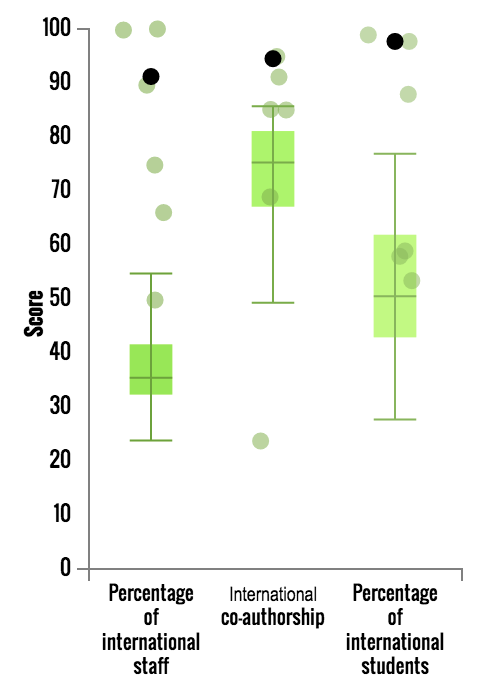 100
90
80
70
60
50
40
30
20
10
0
Score
Percentage
of
international
staff
International
co-authorship
Percentage
of
international
students